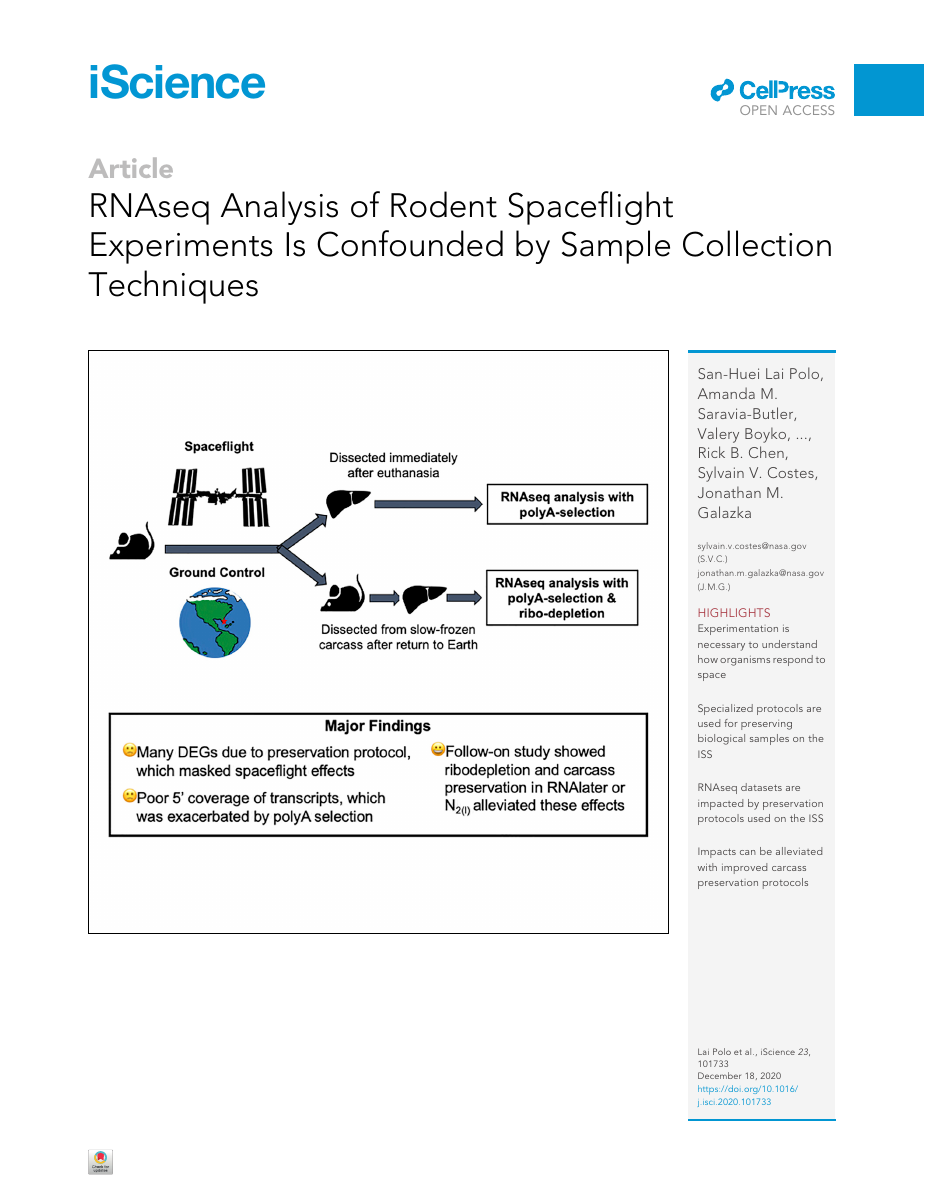 iScience
CellPress
OPEN ACCESS
Article
RNAseq Analysis of Rodent Spaceflight
Experiments Is Confounded by Sample Collection
Techniques
Spaceflight
Ground Control
Dissected immediately
after euthanasia
RNAseq analysis with
polyA-selection
Dissected from slow-frozen
carcass after return to Earth
RNAseq analysis with
polyA-selection &
ribo-depletion
Major Findings
Many DEGs due to preservation protocol,
which masked spaceflight effects
Poor 5' coverage of transcripts, which
was exacerbated by polyA selection
Follow-on study showed
ribodepletion and carcass
preservation in RNAlater or
N2(l) alleviated these effects
San-Huei Lai Polo,
Amanda M.
Saravia-Butler,
Valery Boyko, ...,
Rick B. Chen,
Sylvain V. Costes,
Jonathan M.
Galazka
sylvain.v.costes@nasa.gov
(S.V.C.)
jonathan.m.galazka@nasa.gov
(J.M.G.)
HIGHLIGHTS
Experimentation is
necessary to understand
how organisms respond to
space
Specialized protocols are
used for preserving
biological samples on the
ISS
RNAseq datasets are
impacted by preservation
protocols used on the ISS
Impacts can be alleviated
with improved carcass
preservation protocols
Lai Polo et al., iScience 23,
101733
December 18, 2020
https://doi.org/10.1016/
j.isci.2020.101733
Check for
updates